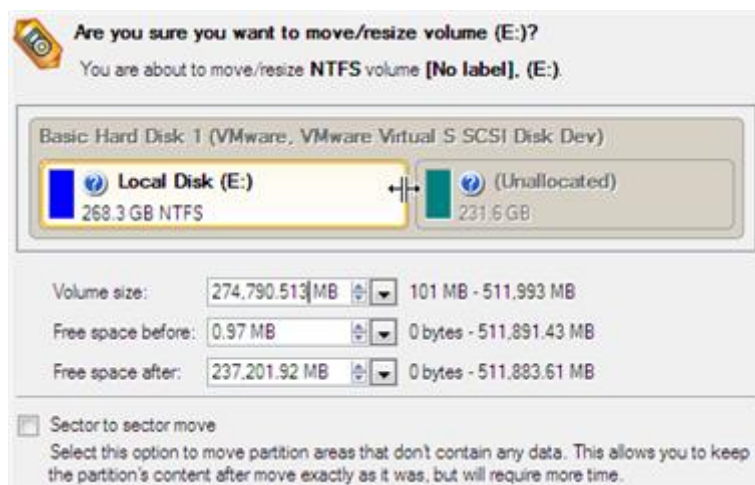 Are you sure you want to move/resize volume (E:)?
You are about to move/resize NTFS volume [No label], (E:).
Basic Hard Disk 1 (VMware, VMware Virtual S SCSI Disk Dev)
Local Disk (E:)
268.3 GB NTFS
(Unallocated)
231.6 GB
Volume size: 274,790.513 MB 101 MB - 511,993 MB
Free space before: 0.97 MB 0 bytes - 511,891.43 MB
Free space after: 237,201.92 MB 0 bytes - 511,883.61 MB
Sector to sector move
Select this option to move partition areas that don't contain any data. This allows you to keep
the partition's content after move exactly as it was, but will require more time.